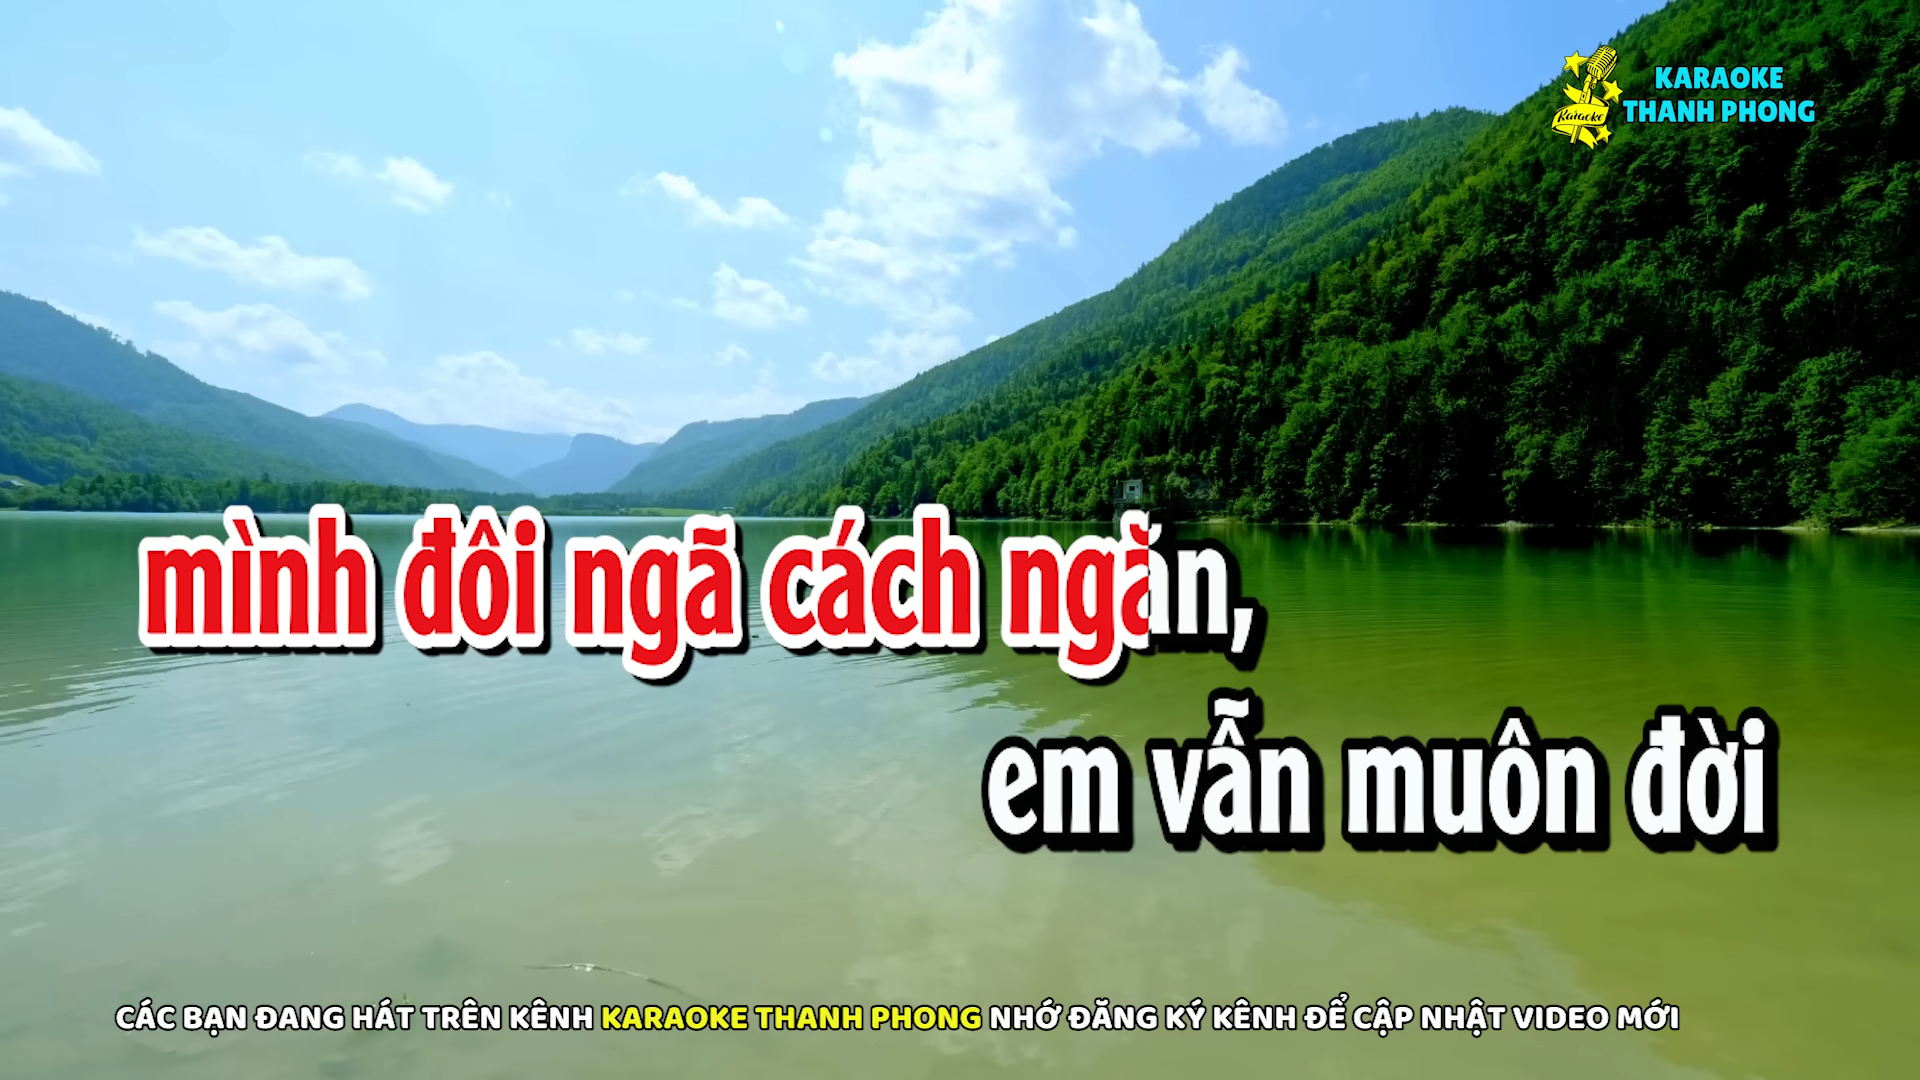 KARAOKE
THANH PHONG
Karaoke
mình đôi ngã cách ngăn,
em vẫn muôn đời
CÁC BẠN ĐANG HÁT TRÊN KÊNH KARAOKE THANH PHONG NHỚ ĐĂNG KÝ KÊNH ĐỂ CẬP NHẬT VIDEO MỚI